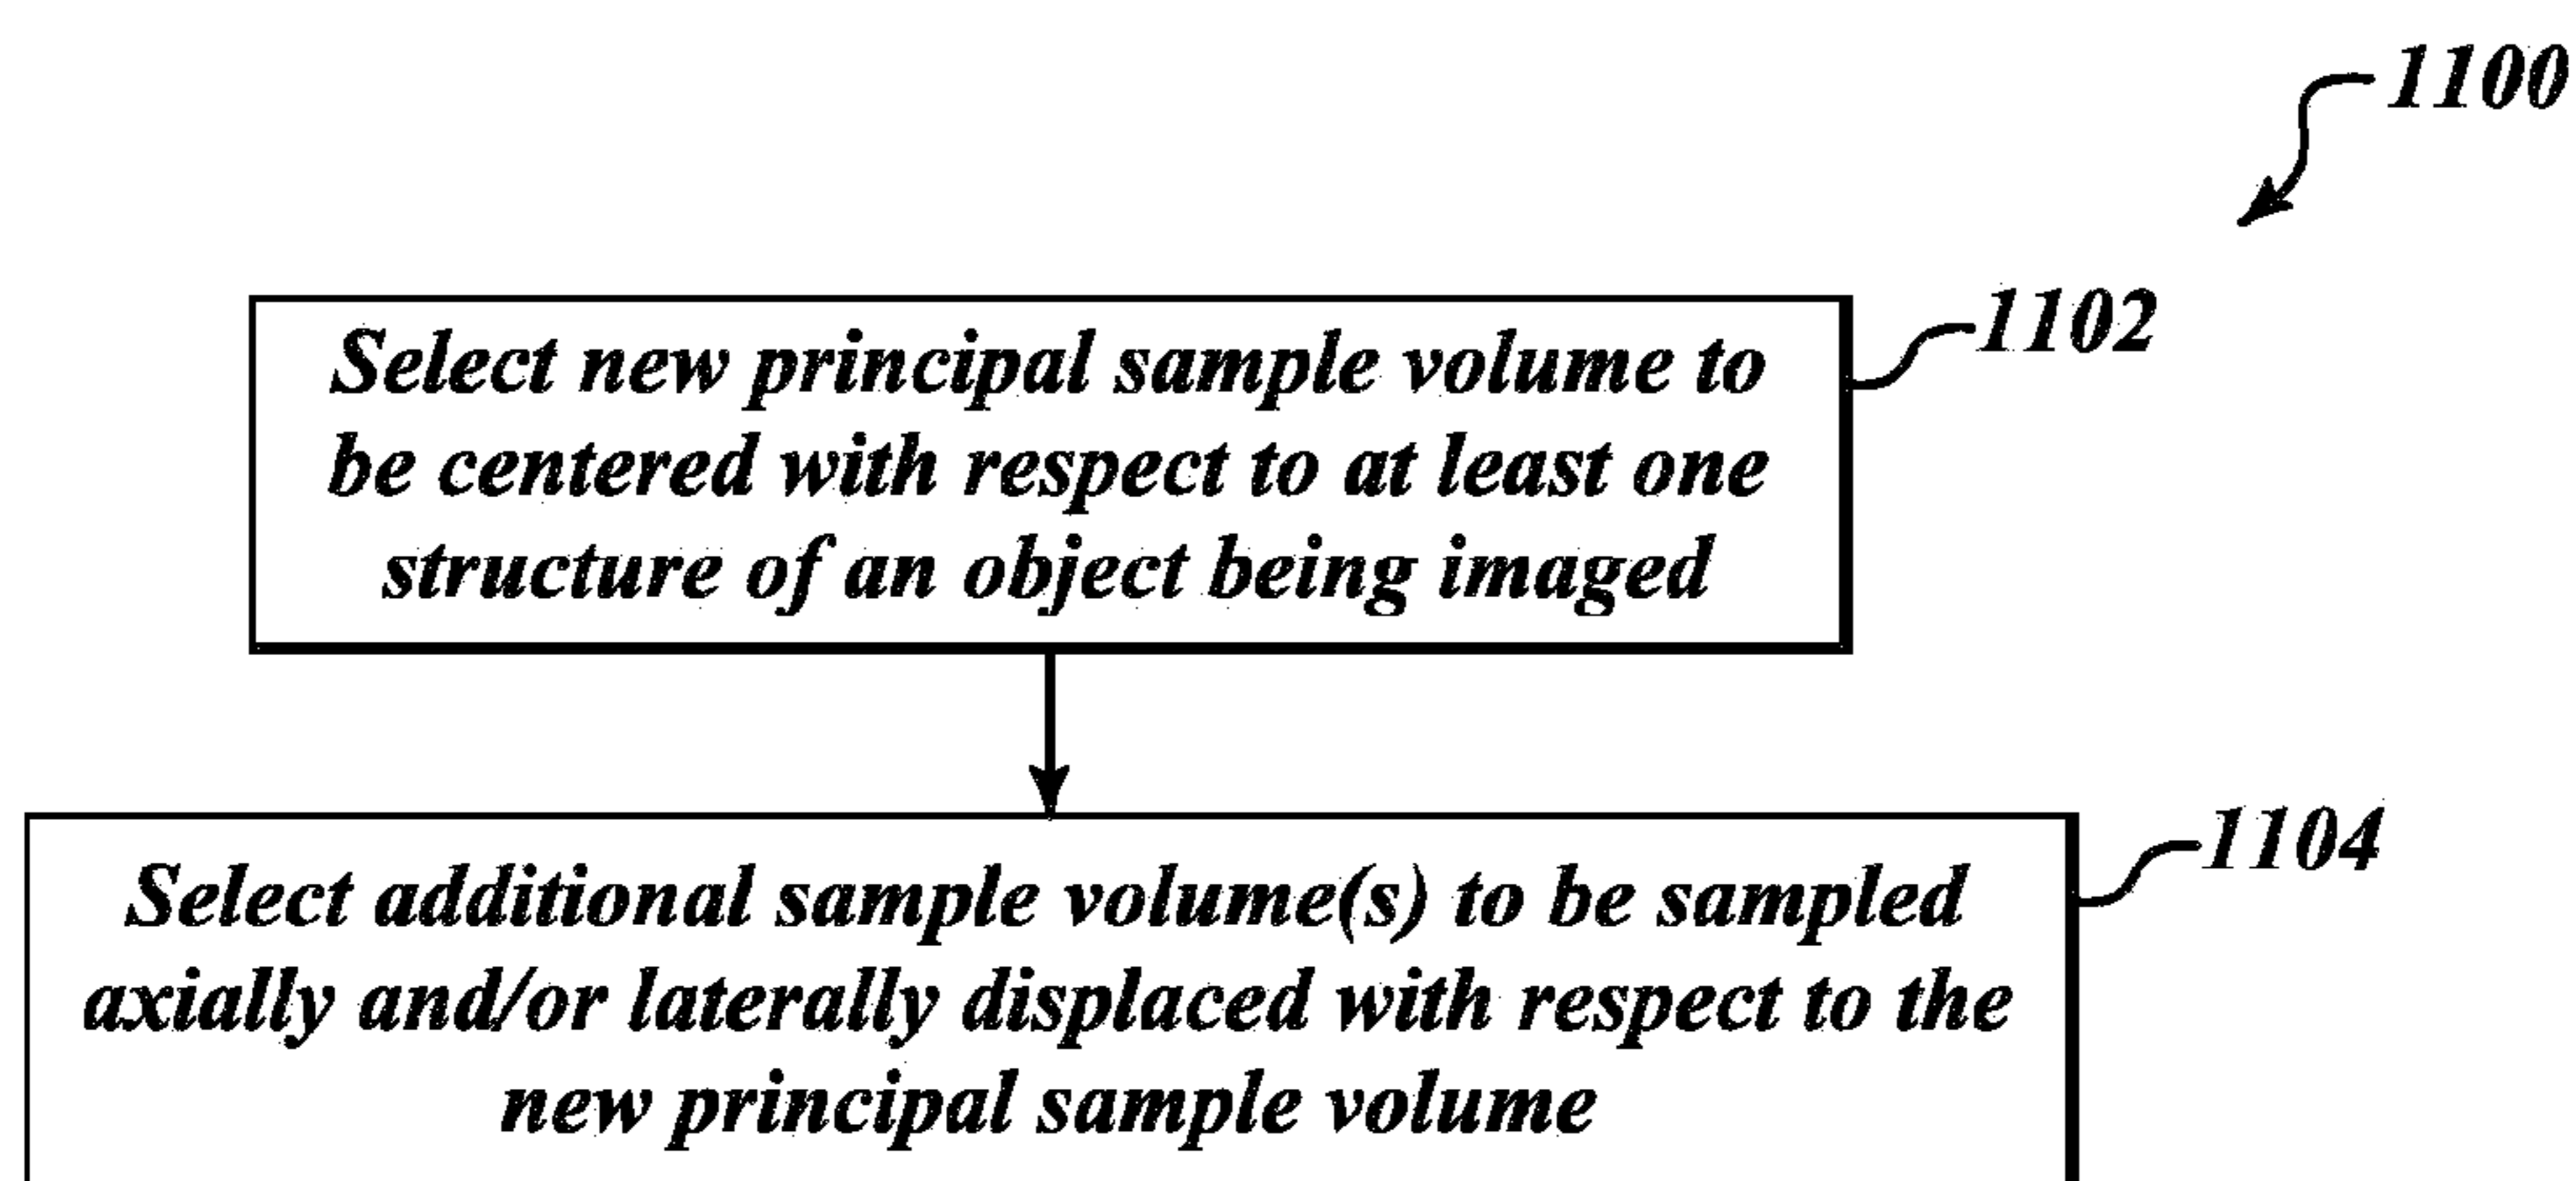 1100
1102
Select new principal sample volume to
be centered with respect to at least one
structure of an object being imaged
1104
Select additional sample volume(s) to be sampled
axially and/or laterally displaced with respect to the
new principal sample volume